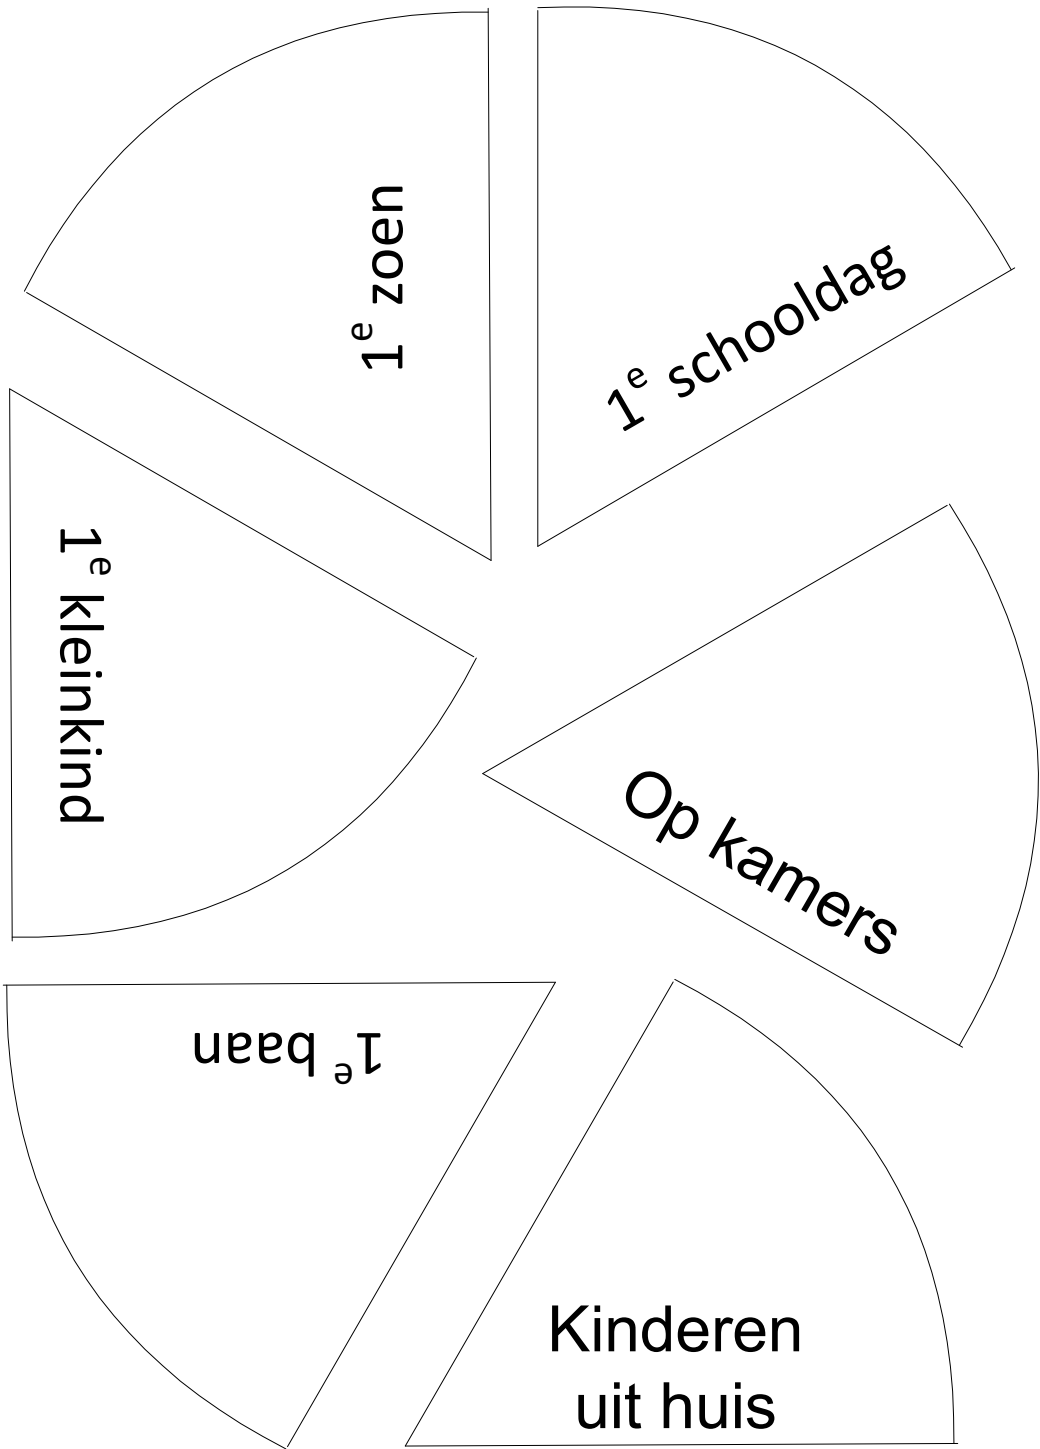 1e zoen
1e schooldag
1e kleinkind
Op kamers
1e baan
Kinderen
uit huis